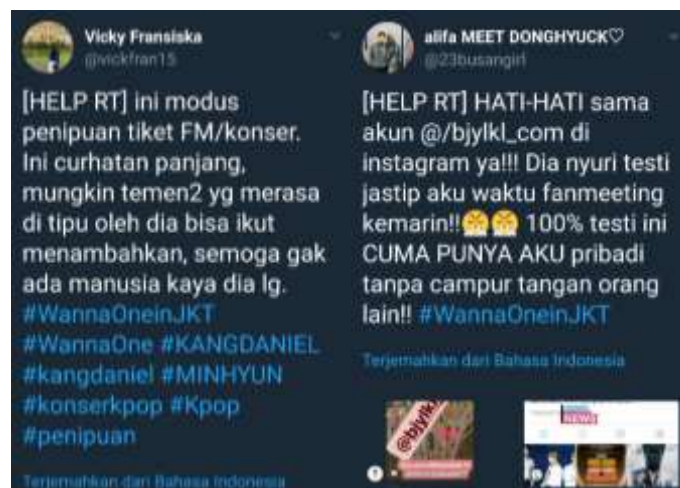 Vicky Fransiska
@vickfran15
[HELP RT] ini modus
penipuan tiket FM/konser.
Ini curhatan panjang,
mungkin temen2 yg merasa
di tipu oleh dia bisa ikut
menambahkan, semoga gak
ada manusia kaya dia lg.
#WannaOneinJKT
#WannaOne #KANGDANIEL
#kangdaniel #MINHYUN
#konserkpop #Kpop
#penipuan
Terjemahkan dari Bahasa Indonesia
alifa MEET DONGHYUCK♡
@23busangirl
[HELP RT] HATI-HATI sama
akun @/bjylkl_com di
instagram ya!!! Dia nyuri testi
jastip aku waktu fanmeeting
kemarin!!😤😤 100% testi ini
CUMA PUNYA AKU pribadi
tanpa campur tangan orang
lain!! #WannaOneinJKT
Terjemahkan dari Bahasa Indonesia
@bjylkl
NEWS